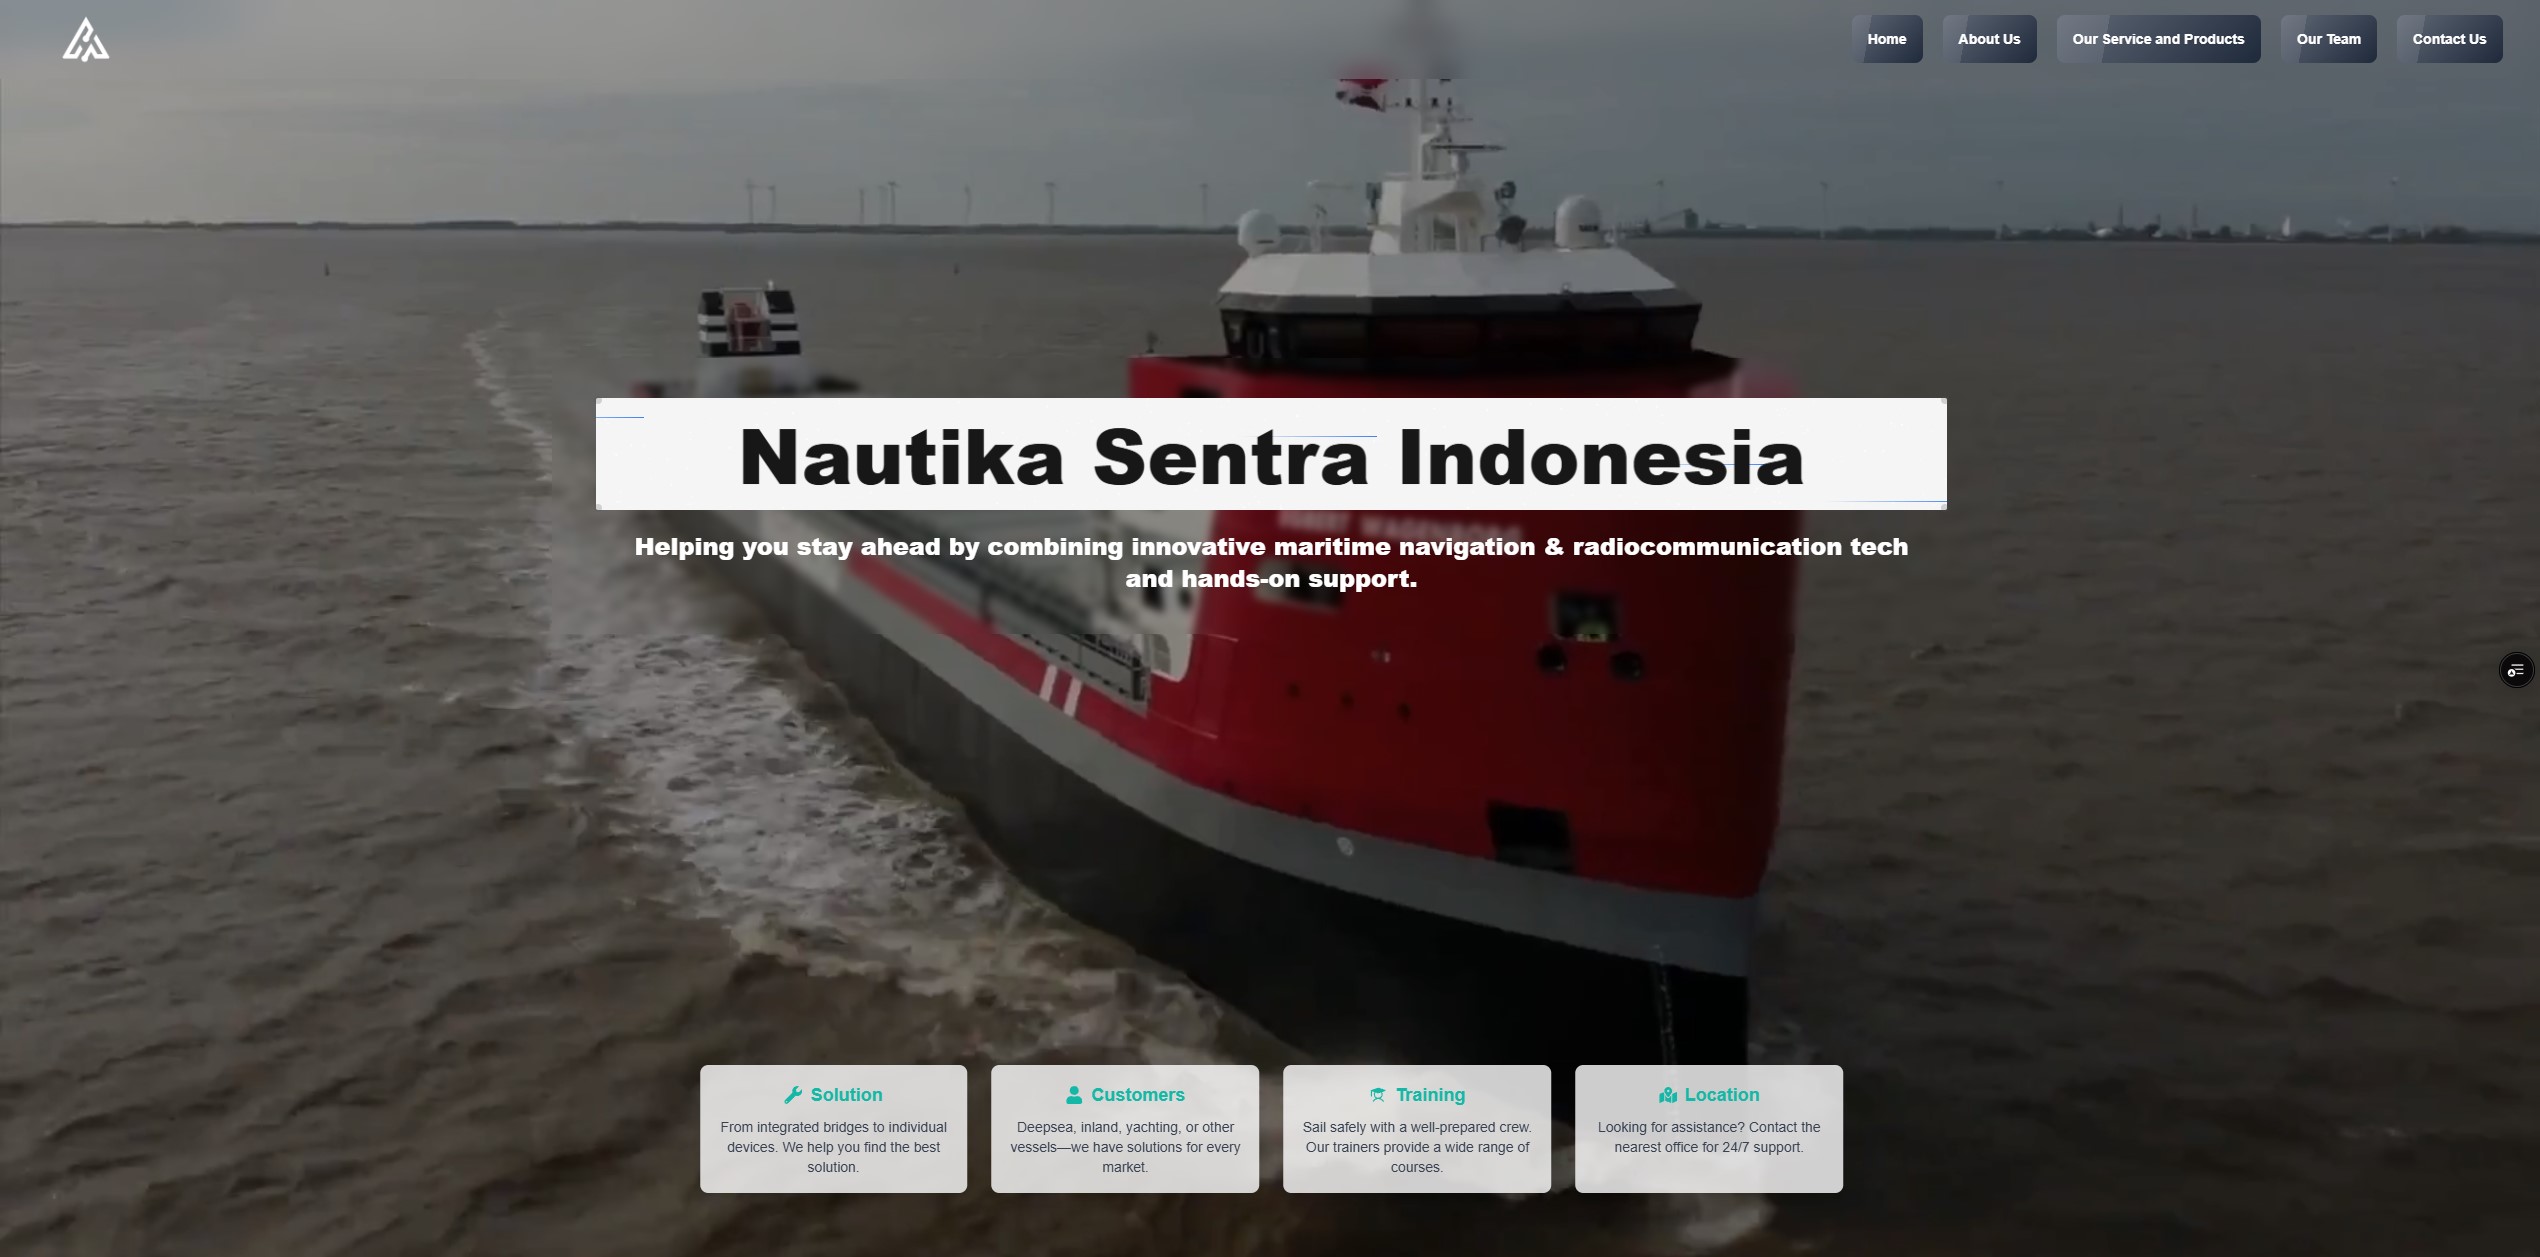 Home
About Us
Our Service and Products
Our Team
Contact Us
Nautika Sentra Indonesia
Helping you stay ahead by combining innovative maritime navigation & radiocommunication tech
and hands-on support.
Solution
From integrated bridges to individual
devices. We help you find the best
solution.
Customers
Deepsea, inland, yachting, or other
vessels—we have solutions for every
market.
Training
Sail safely with a well-prepared crew.
Our trainers provide a wide range of
courses.
Location
Looking for assistance? Contact the
nearest office for 24/7 support.